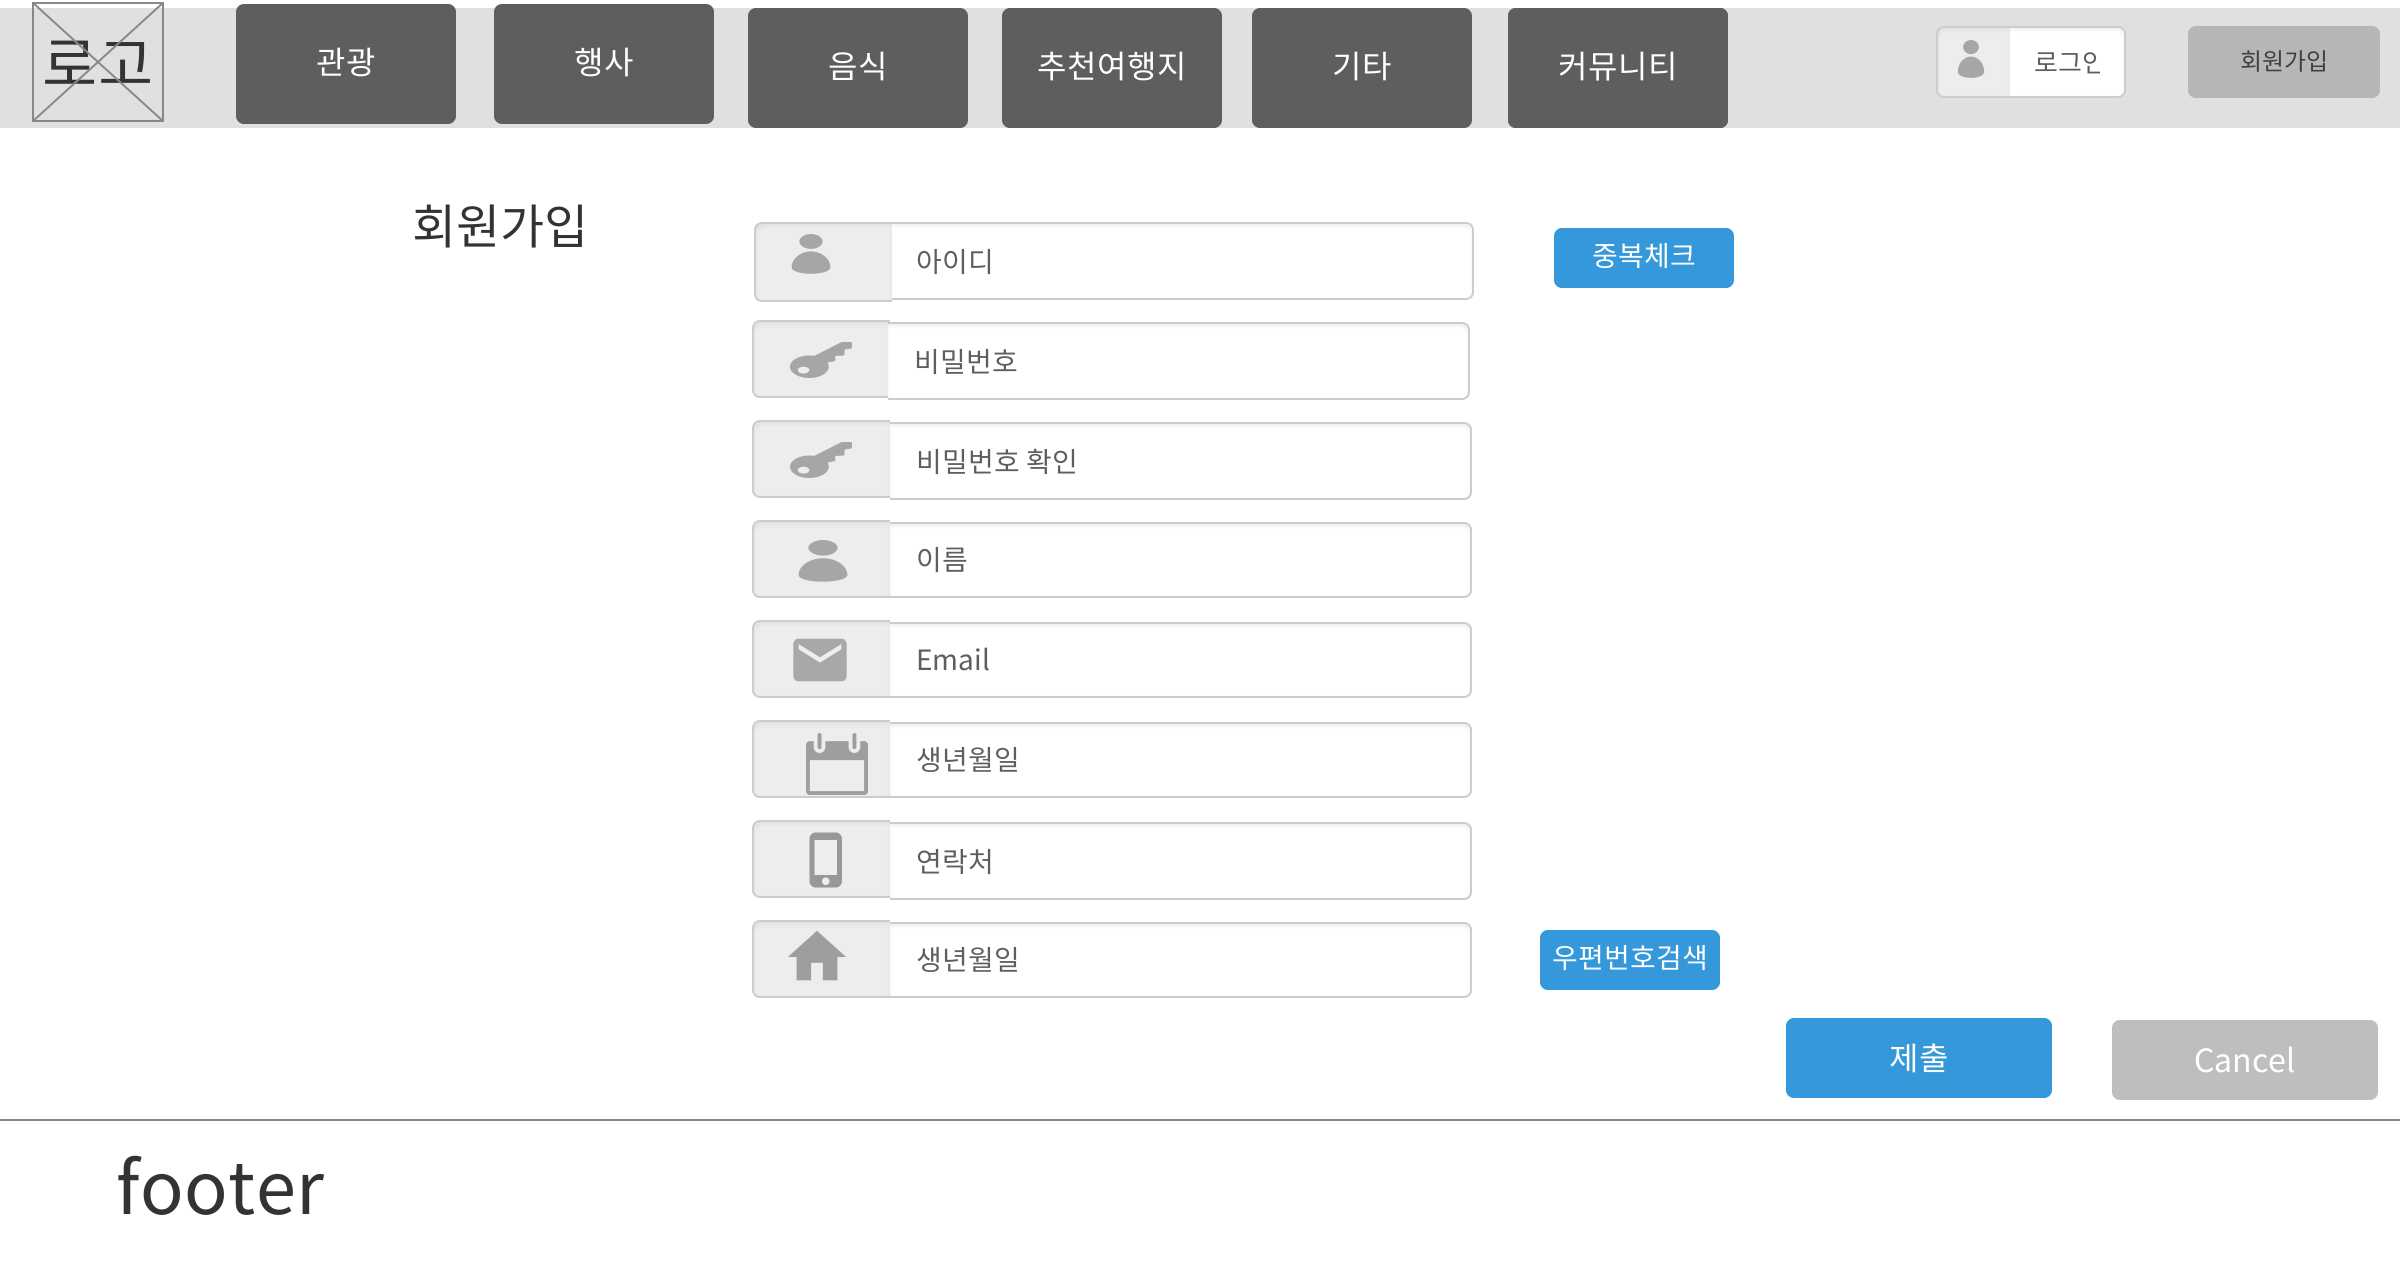 로고
관광
행사
음식
추천여행지
기타
커뮤니티
로그인
회원가입
회원가입
아이디
중복체크
비밀번호
비밀번호 확인
이름
Email
생년월일
연락처
생년월일
우편번호검색
제출
Cancel
footer